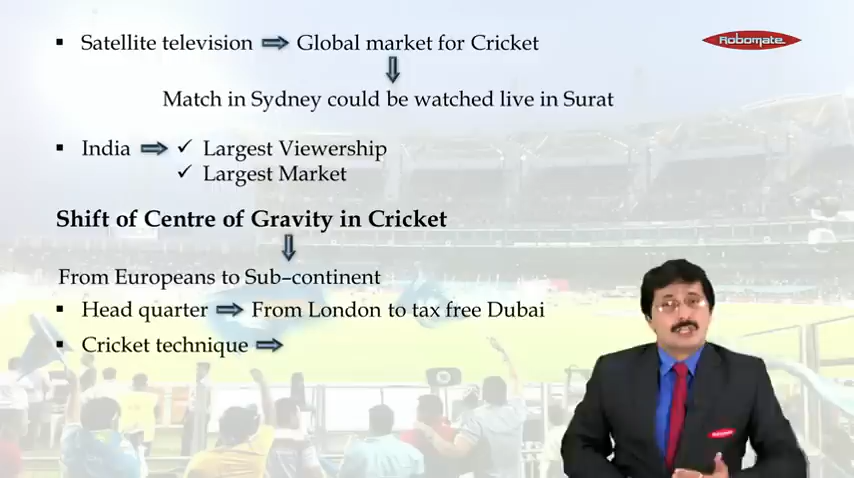 ▪ Satellite television ⇒ Global market for Cricket
Robomate
⇓
Match in Sydney could be watched live in Surat
▪ India ⇒ ✓ Largest Viewership
✓ Largest Market
Shift of Centre of Gravity in Cricket
⇓
From Europeans to Sub–continent
▪ Head quarter ⇒ From London to tax free Dubai
▪ Cricket technique ⇒
Robomate